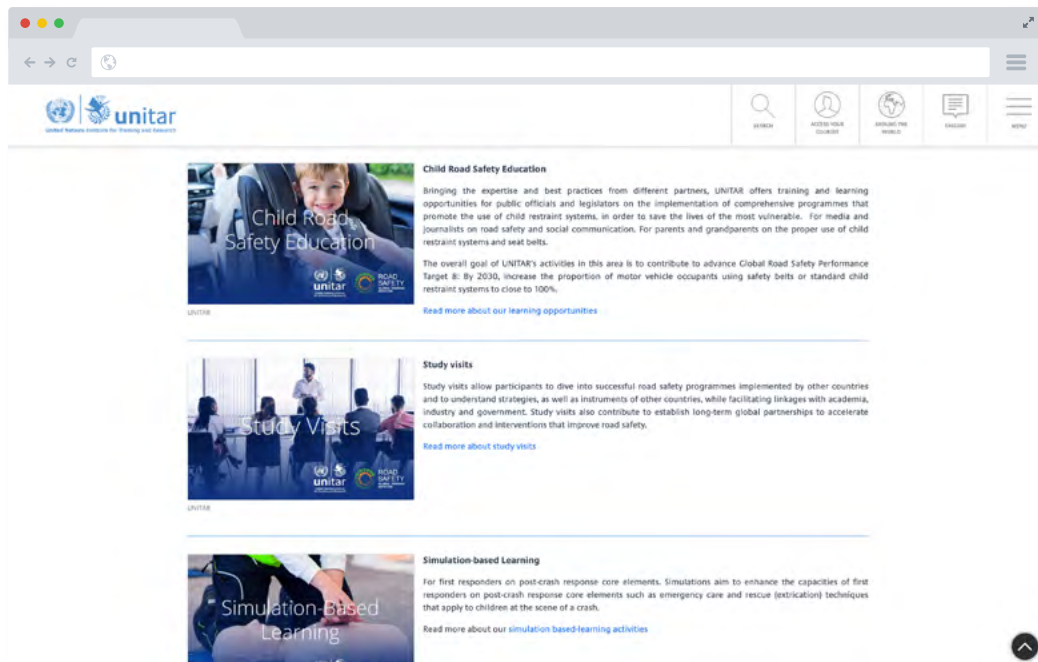 unitar
United Nations Institute for Training and Research
SEARCH
ACCESS YOUR
COURSES
AROUND THE
WORLD
ENGLISH
MENU
Child Road
Safety Education
unitar
ROAD
SAFETY
UNITAR
Child Road Safety Education
Bringing the expertise and best practices from different partners, UNITAR offers training and learning
opportunities for public officials and legislators on the implementation of comprehensive programmes that
promote the use of child restraint systems, in order to save the lives of the most vulnerable. For media and
journalists on road safety and social communication. For parents and grandparents on the proper use of child
restraint systems and seat belts.
The overall goal of UNITAR's activities in this area is to contribute to advance Global Road Safety Performance
Target 8: By 2030, increase the proportion of motor vehicle occupants using safety belts or standard child
restraint systems to close to 100%.
Read more about our learning opportunities
Study Visits
unitar
ROAD
SAFETY
UNITAR
Study visits
Study visits allow participants to dive into successful road safety programmes implemented by other countries
and to understand strategies, as well as instruments of other countries, while facilitating linkages with academia,
industry and government. Study visits also contribute to establish long-term global partnerships to accelerate
collaboration and interventions that improve road safety.
Read more about study visits
Simulation-Based
Learning
Simulation-based Learning
For first responders on post-crash response core elements. Simulations aim to enhance the capacities of first
responders on post-crash response core elements such as emergency care and rescue (extrication) techniques
that apply to children at the scene of a crash.
Read more about our simulation based-learning activities